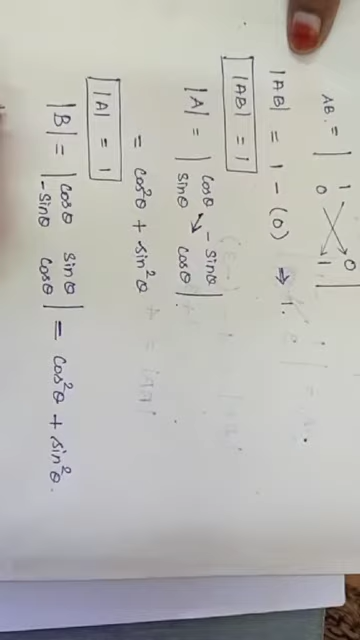 AB = | 1 0
0 1 |
|AB| = 1 - (0) ⇒ 1.
|AB| = 1
|A| = | cosθ -sinθ
sinθ cosθ |
= cos²θ + sin²θ
|A| = 1
|B| = | cosθ sinθ
-sinθ cosθ | = cos²θ + sin²θ.